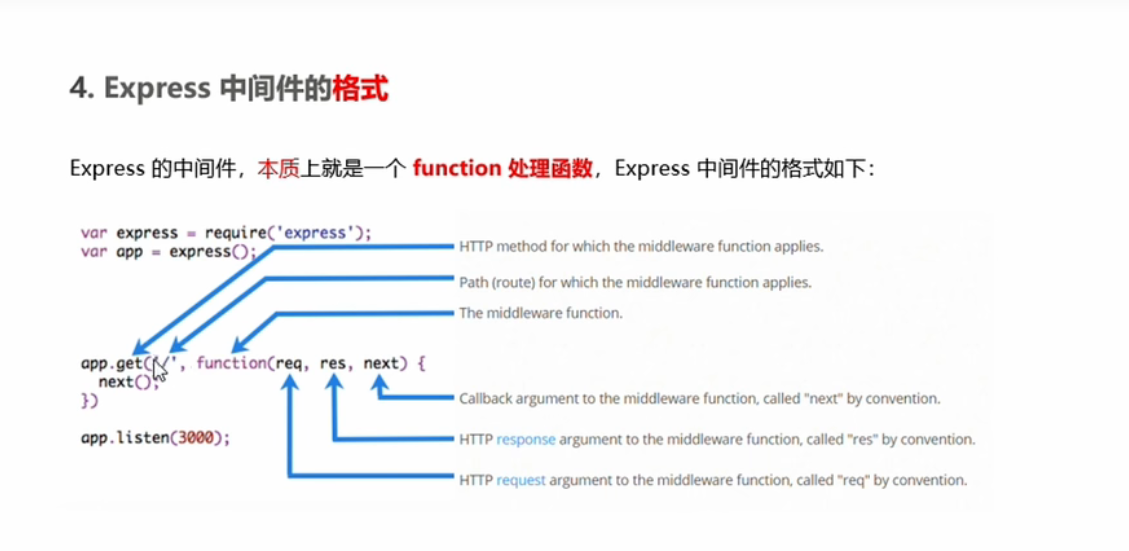 4. Express 中间件的格式
Express 的中间件，本质上就是一个 function 处理函数，Express 中间件的格式如下：
var express = require('express');
var app = express();
HTTP method for which the middleware function applies.
Path (route) for which the middleware function applies.
The middleware function.
app.get('/', function(req, res, next) {
next();
})
Callback argument to the middleware function, called "next" by convention.
app.listen(3000);
HTTP response argument to the middleware function, called "res" by convention.
HTTP request argument to the middleware function, called "req" by convention.